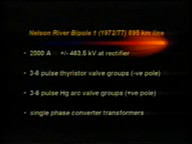 Nelson River Bipole 1 (1972/77) 895 km line
• 2000 A +/- 463.5 kV at rectifier
• 3-6 pulse thyristor valve groups (-ve pole)
• 3-6 pulse Hg arc valve groups (+ve pole)
• single phase converter transformers